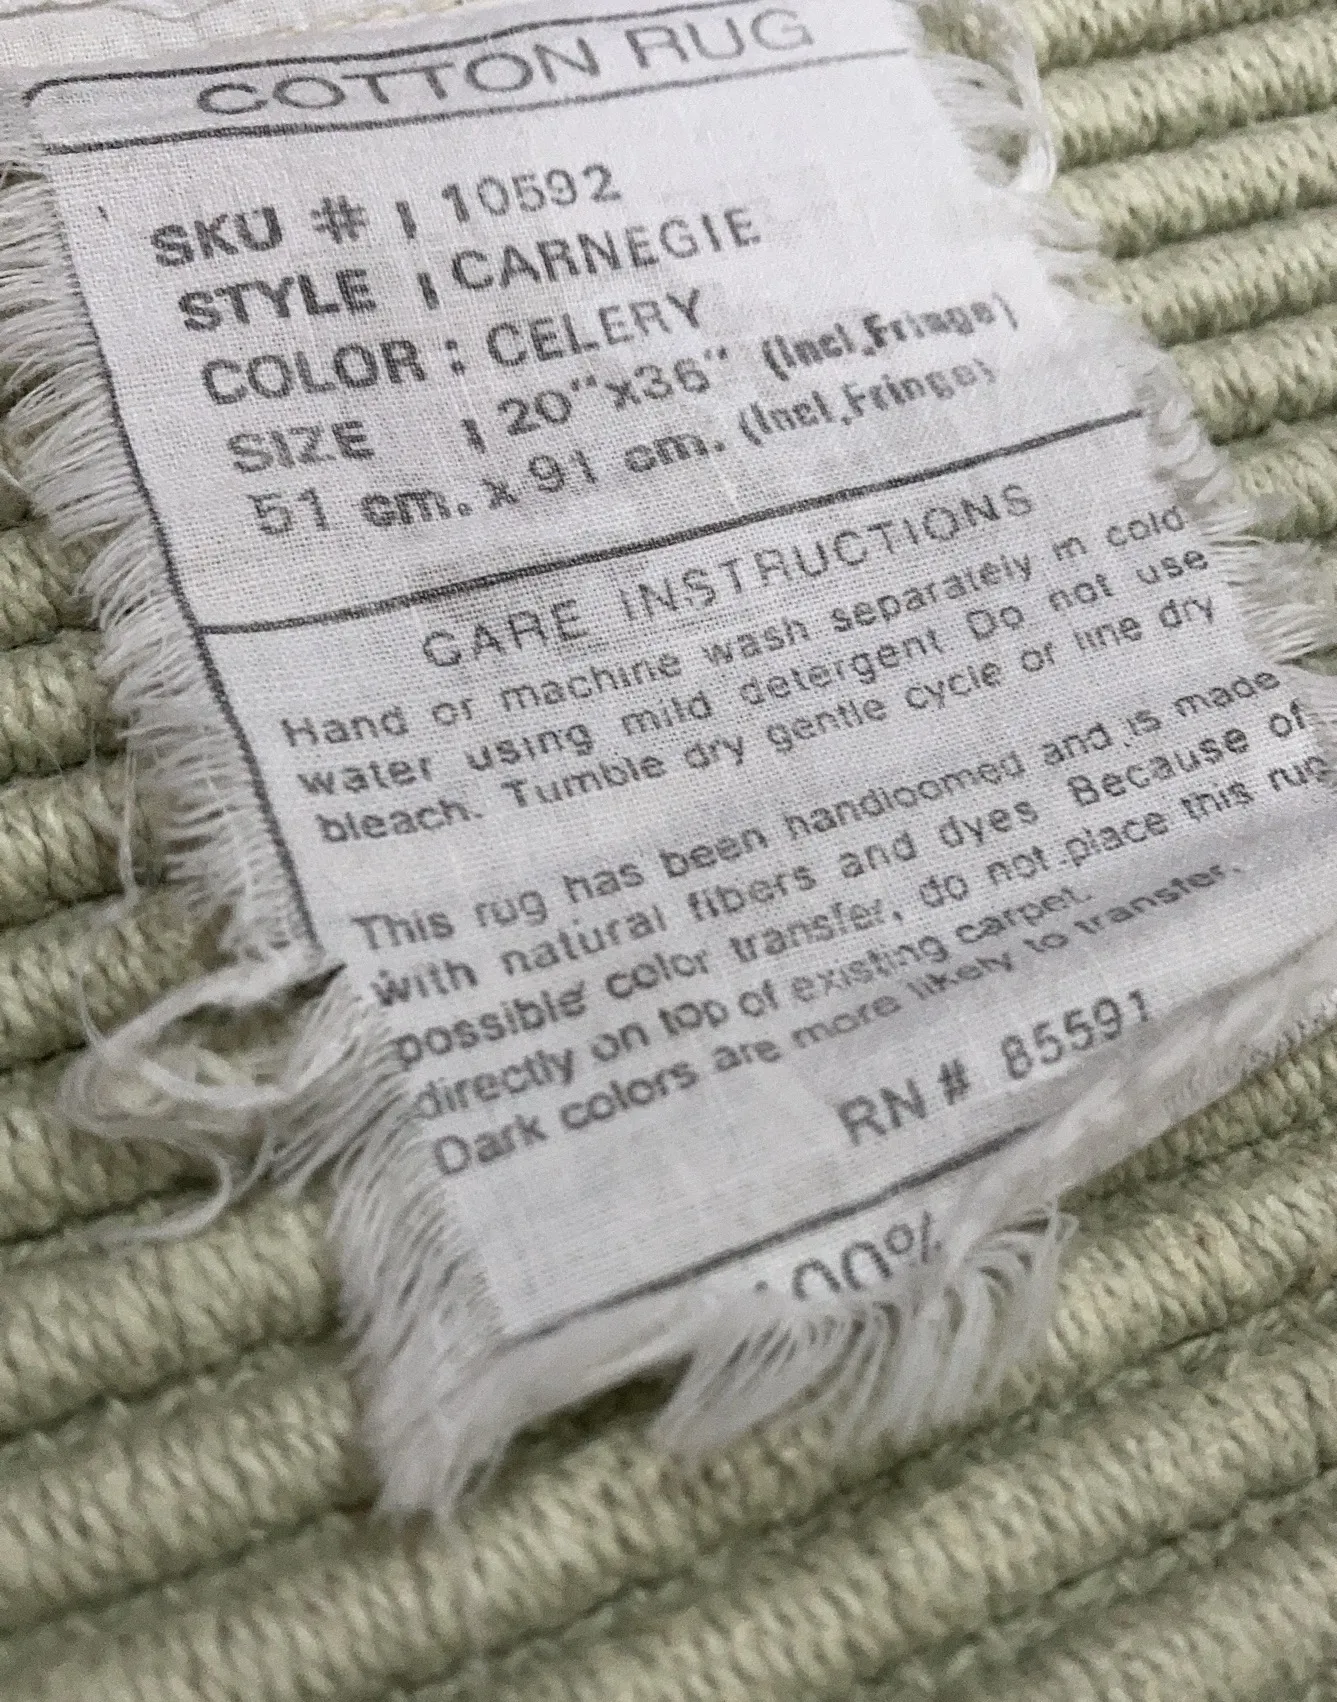 COTTON RUG
SKU # : 10592
STYLE : CARNEGIE
COLOR : CELERY
SIZE : 20"x36" (Incl.Fringe)
51 cm. x 91 cm. (Incl.Fringe)
CARE INSTRUCTIONS
Hand or machine wash separately in cold
water using mild detergent Do not use
bleach. Tumble dry gentle cycle or line dry
This rug has been handloomed and is made
with natural fibers and dyes Because of
possible color transfer, do not place this rug
directly on top of existing carpet.
Dark colors are more likely to transfer.
RN # 85591
100%